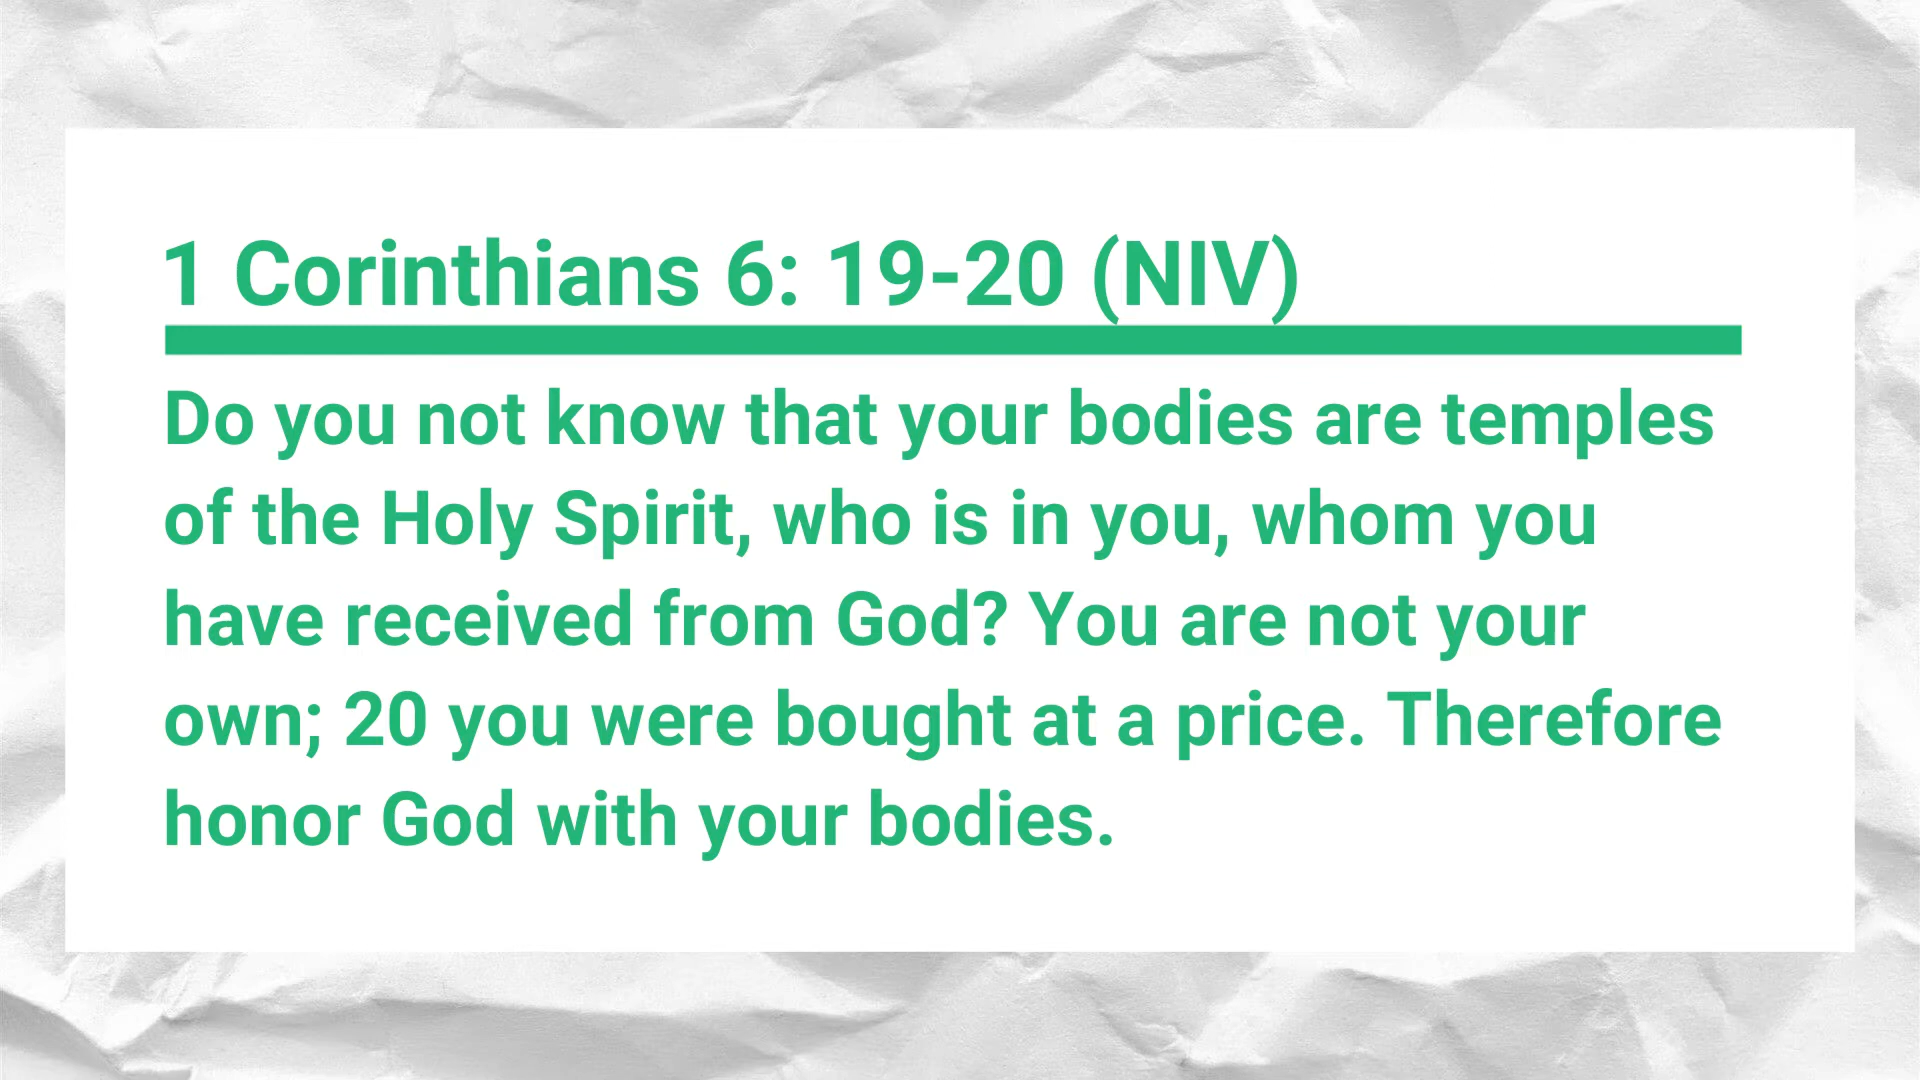 1 Corinthians 6: 19-20 (NIV)
Do you not know that your bodies are temples
of the Holy Spirit, who is in you, whom you
have received from God? You are not your
own; 20 you were bought at a price. Therefore
honor God with your bodies.